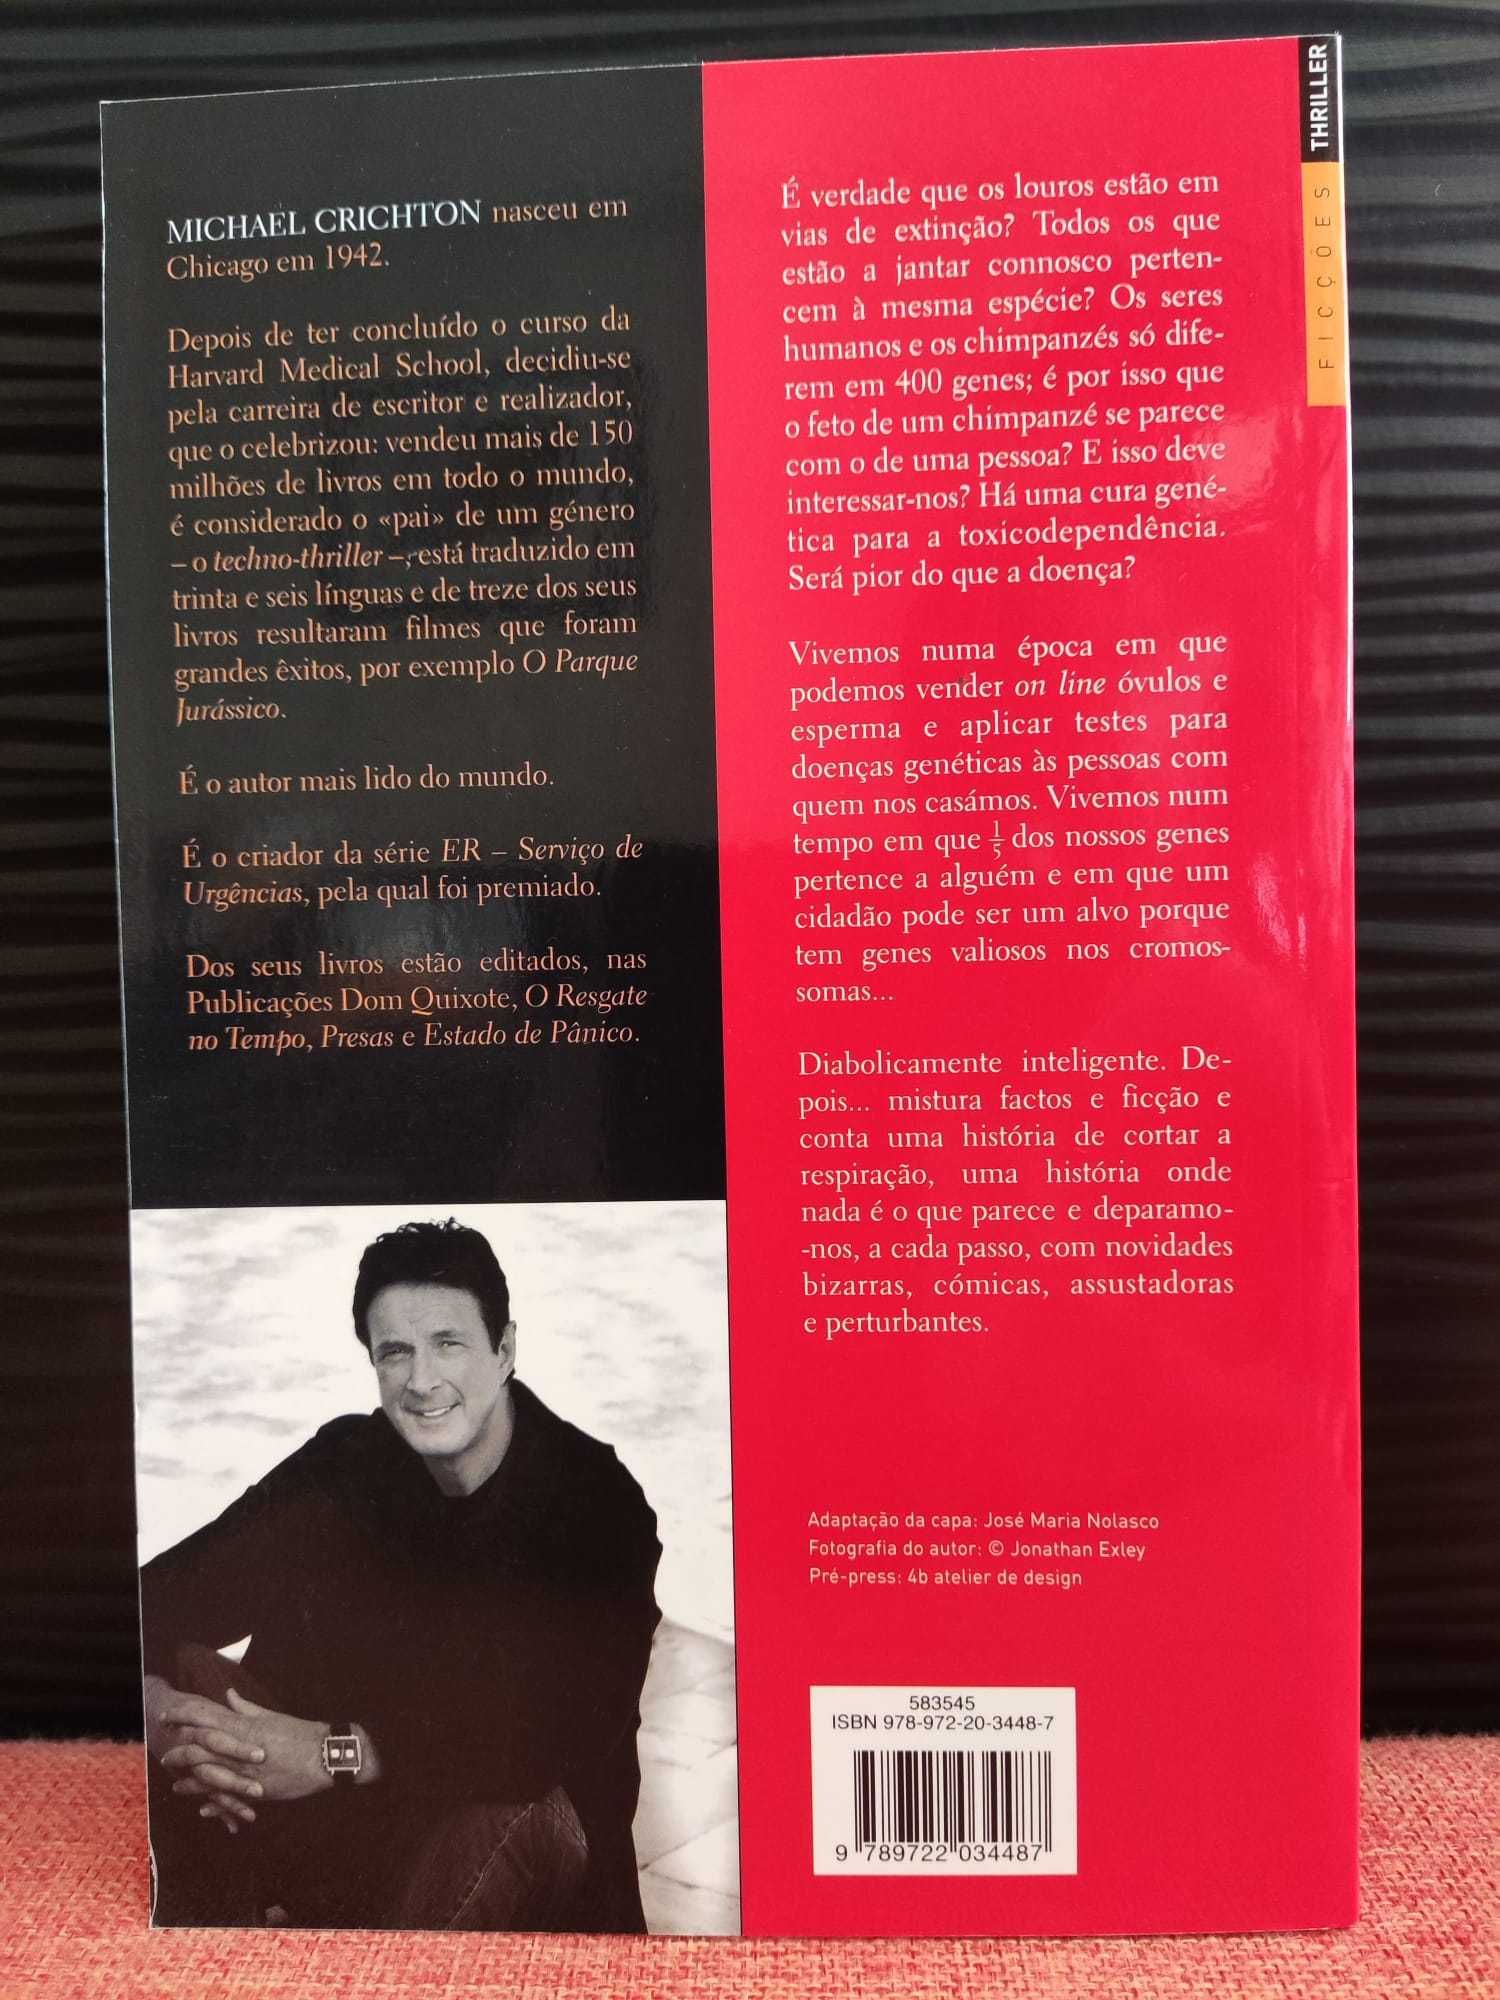 MICHAEL CRICHTON nasceu em
Chicago em 1942.
Depois de ter concluído o curso da
Harvard Medical School, decidiu-se
pela carreira de escritor e realizador,
que o celebrizou: vendeu mais de 150
milhões de livros em todo o mundo,
é considerado o «pai» de um género
– o techno-thriller –, está traduzido em
trinta e seis línguas e de treze dos seus
livros resultaram filmes que foram
grandes êxitos, por exemplo O Parque
Jurássico.
É o autor mais lido do mundo.
É o criador da série ER – Serviço de
Urgências, pela qual foi premiado.
Dos seus livros estão editados, nas
Publicações Dom Quixote, O Resgate
no Tempo, Presas e Estado de Pânico.
É verdade que os louros estão em
vias de extinção? Todos os que
estão a jantar connosco perten-
cem à mesma espécie? Os seres
humanos e os chimpanzés só dife-
rem em 400 genes; é por isso que
o feto de um chimpanzé se parece
com o de uma pessoa? E isso deve
interessar-nos? Há uma cura gené-
tica para a toxicodependência.
Será pior do que a doença?
Vivemos numa época em que
podemos vender on line óvulos e
esperma e aplicar testes para
doenças genéticas às pessoas com
quem nos casámos. Vivemos num
tempo em que 1/5 dos nossos genes
pertence a alguém e em que um
cidadão pode ser um alvo porque
tem genes valiosos nos cromos-
somas...
Diabolicamente inteligente. De-
pois... mistura factos e ficção e
conta uma história de cortar a
respiração, uma história onde
nada é o que parece e deparamo-
-nos, a cada passo, com novidades
bizarras, cómicas, assustadoras
e perturbantes.
Adaptação da capa: José Maria Nolasco
Fotografia do autor: © Jonathan Exley
Pré-press: 4b atelier de design
583545
ISBN 978-972-20-3448-7
9 789722 034487
THRILLER
FICÇÕES